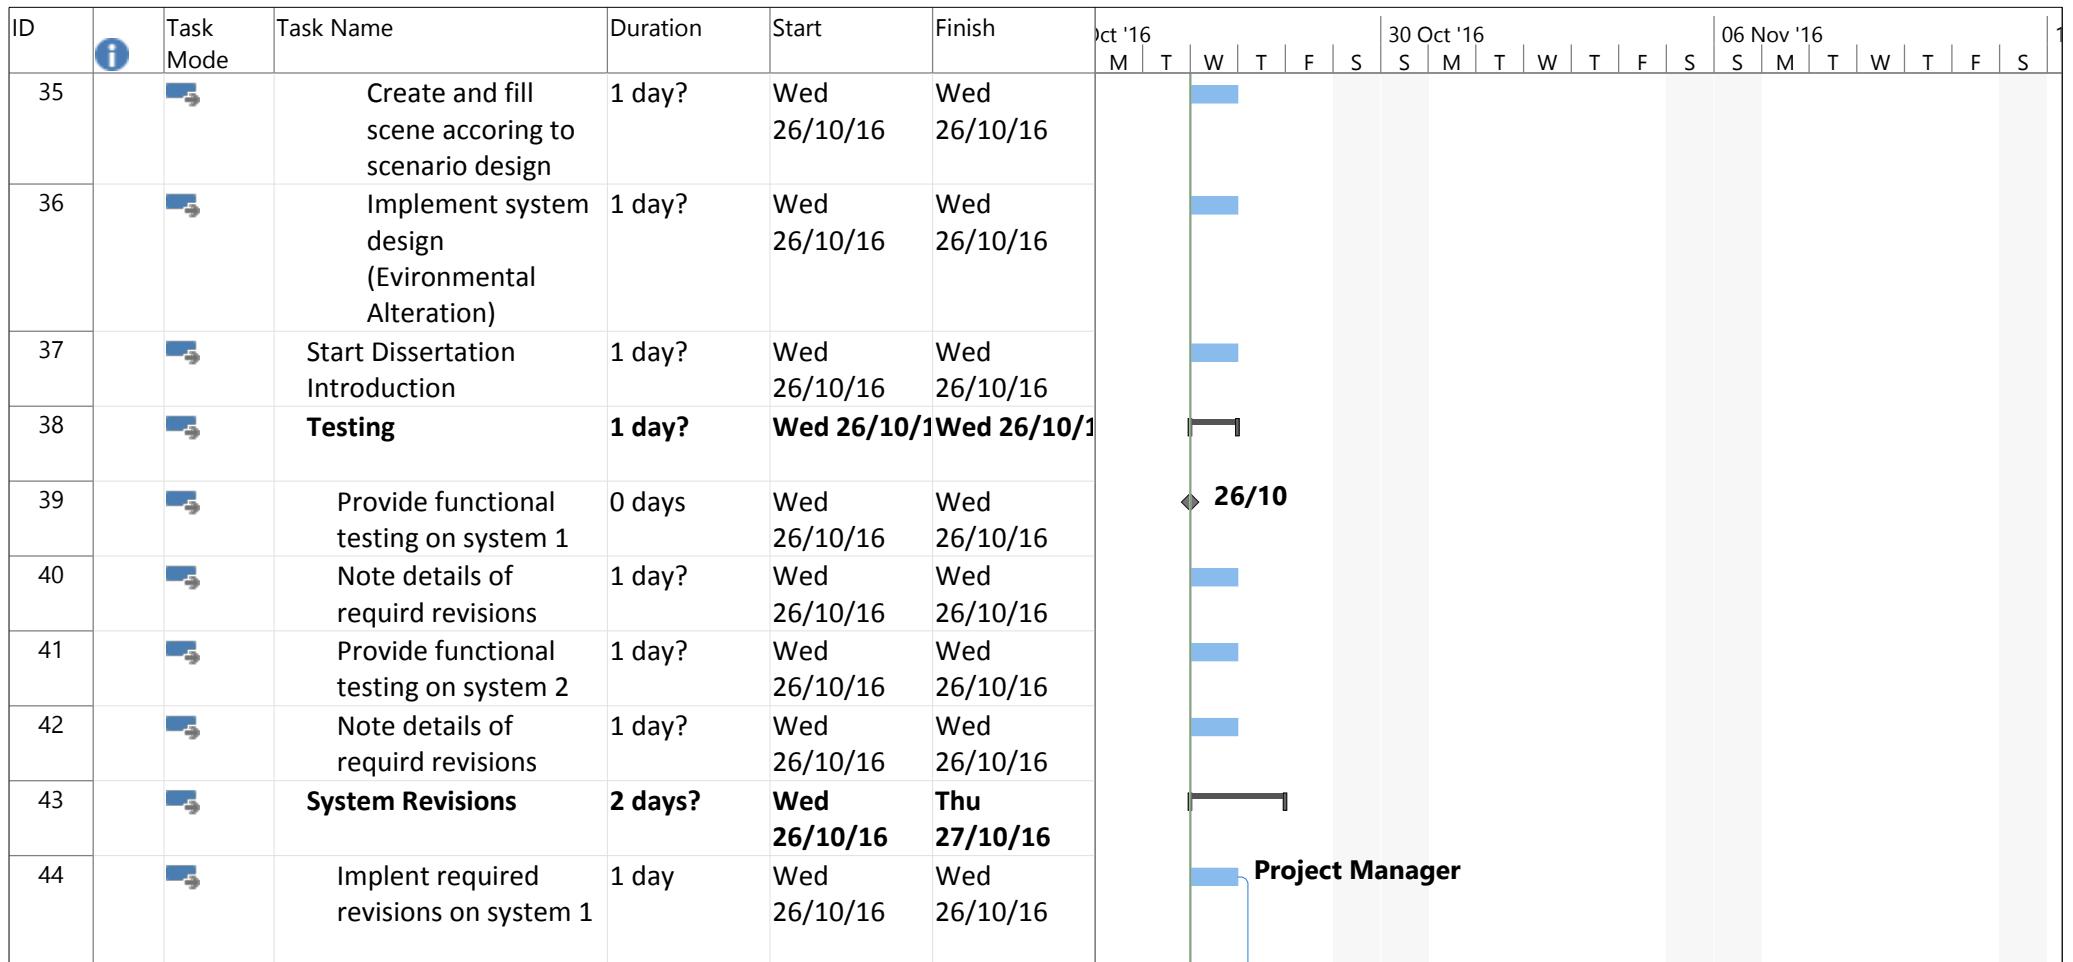 ID Task Mode Task Name Duration Start Finish
Oct '16 30 Oct '16 06 Nov '16 1
M T W T F S S M T W T F S S M T W T F S
35 Create and fill 1 day? Wed Wed
scene accoring to 26/10/16 26/10/16
scenario design
36 Implement system 1 day? Wed Wed
design 26/10/16 26/10/16
(Evironmental
Alteration)
37 Start Dissertation 1 day? Wed Wed
Introduction 26/10/16 26/10/16
38 Testing 1 day? Wed 26/10/1 Wed 26/10/1
39 Provide functional 0 days Wed Wed 26/10
testing on system 1 26/10/16 26/10/16
40 Note details of 1 day? Wed Wed
requird revisions 26/10/16 26/10/16
41 Provide functional 1 day? Wed Wed
testing on system 2 26/10/16 26/10/16
42 Note details of 1 day? Wed Wed
requird revisions 26/10/16 26/10/16
43 System Revisions 2 days? Wed Thu
26/10/16 27/10/16
44 Implent required 1 day Wed Wed Project Manager
revisions on system 1 26/10/16 26/10/16